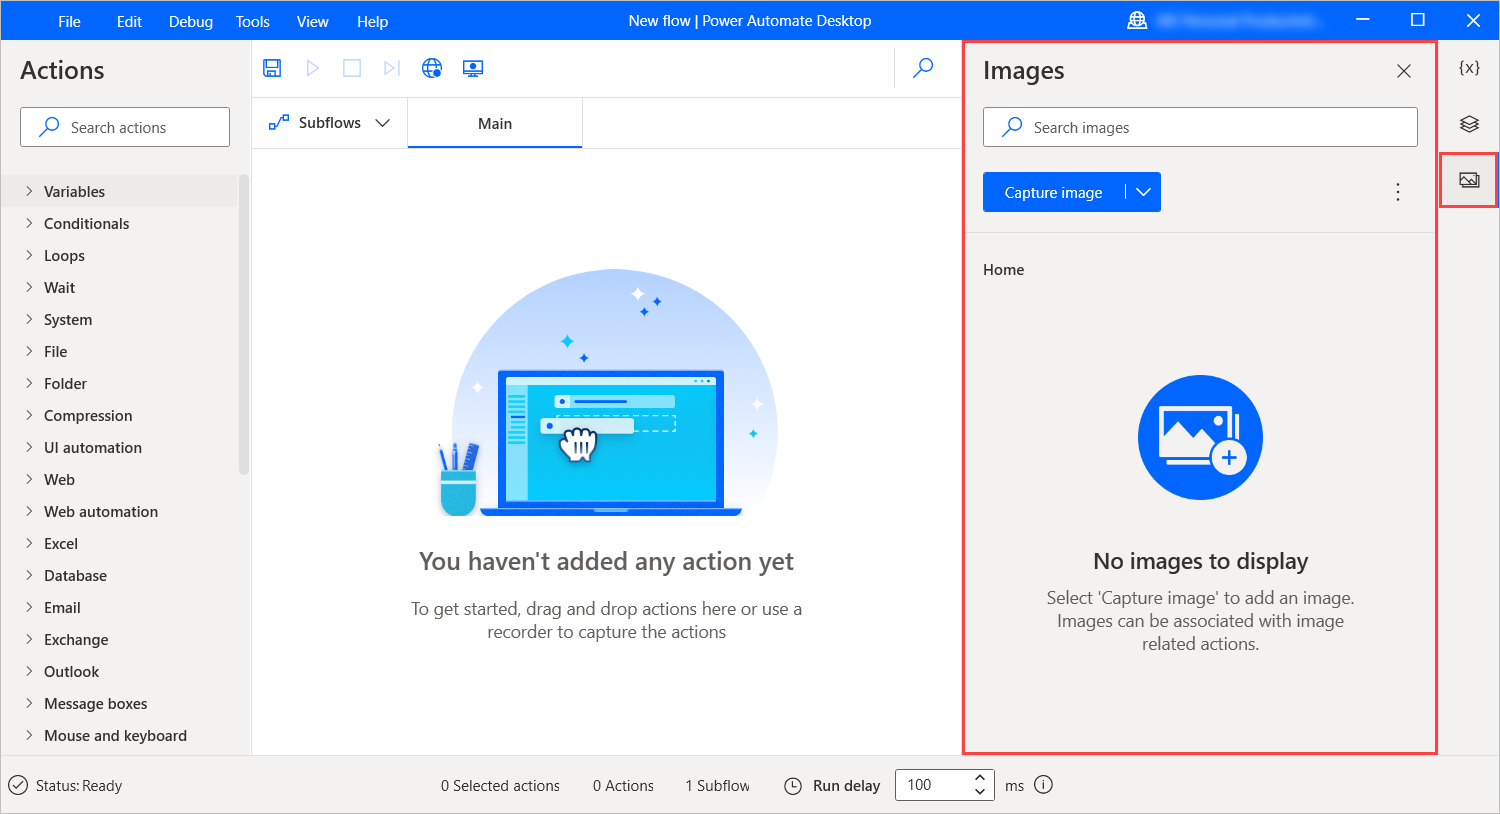 File Edit Debug Tools View Help New flow | Power Automate Desktop
Actions
Search actions
Variables
Conditionals
Loops
Wait
System
File
Folder
Compression
UI automation
Web
Web automation
Excel
Database
Email
Exchange
Outlook
Message boxes
Mouse and keyboard
Subflows Main
You haven't added any action yet
To get started, drag and drop actions here or use a
recorder to capture the actions
Images
Search images
Capture image
Home
No images to display
Select 'Capture image' to add an image.
Images can be associated with image
related actions.
{x}
Status: Ready 0 Selected actions 0 Actions 1 Subflow Run delay 100 ms